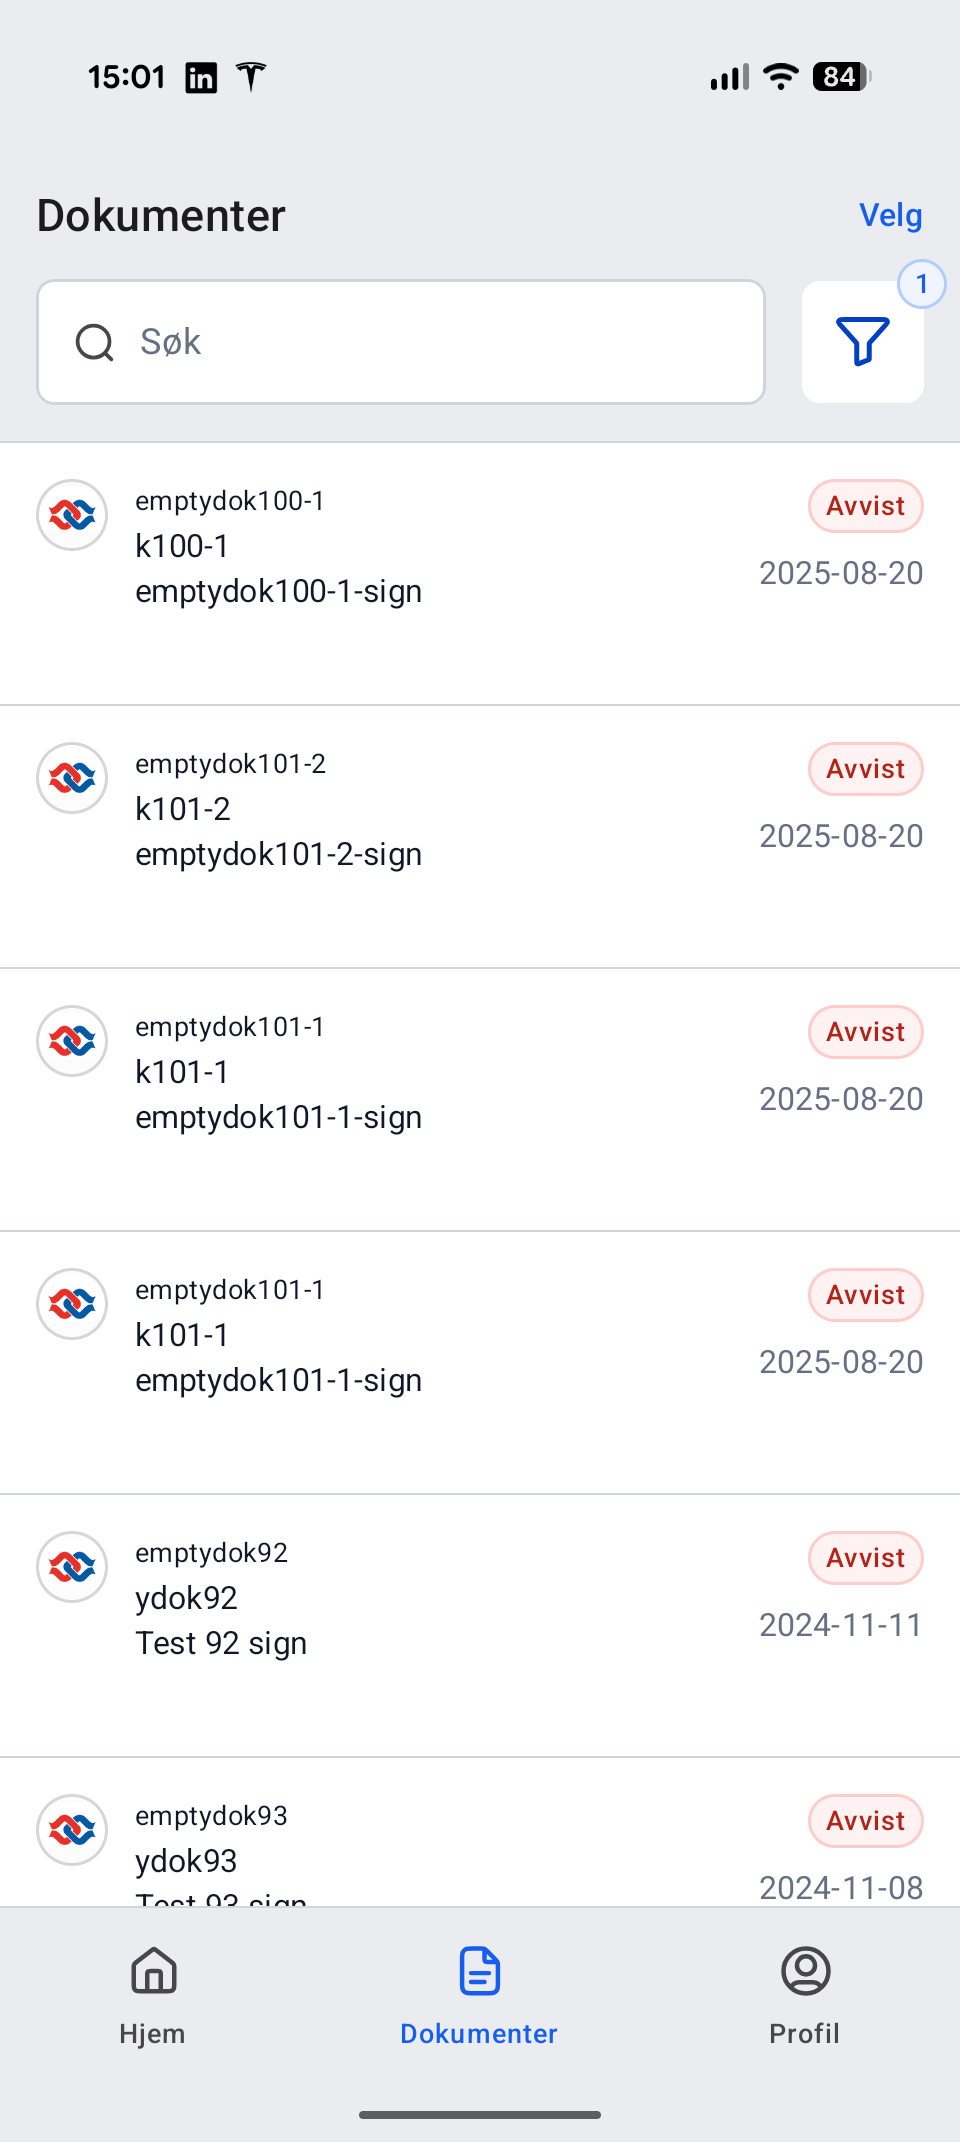 15:01
84
Dokumenter
Velg
1
Søk
emptydok100-1
Avvist
k100-1
2025-08-20
emptydok100-1-sign
emptydok101-2
Avvist
k101-2
2025-08-20
emptydok101-2-sign
emptydok101-1
Avvist
k101-1
2025-08-20
emptydok101-1-sign
emptydok101-1
Avvist
k101-1
2025-08-20
emptydok101-1-sign
emptydok92
Avvist
ydok92
2024-11-11
Test 92 sign
emptydok93
Avvist
ydok93
2024-11-08
Test 93 sign
Hjem
Dokumenter
Profil